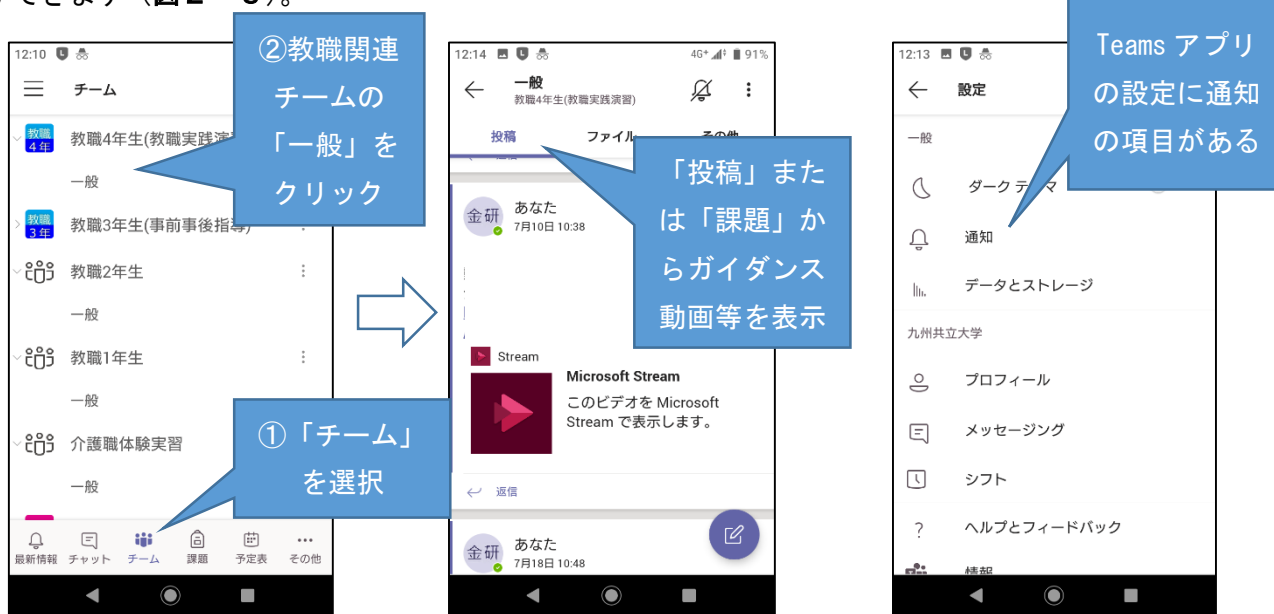 できます（図２－８）。
12:10
チーム
教職4年生(教職実践演
一般
教職3年生(事前事後指導)
教職2年生
一般
教職1年生
一般
介護職体験実習
一般
最新情報 チャット チーム 課題 予定表 その他
②教職関連
チームの
「一般」を
クリック
①「チーム」
を選択
12:14 4G+ 91%
一般
教職4年生(教職実践演習)
投稿 ファイル その他
返信
金研 あなた
7月10日 10:38
Stream
Microsoft Stream
このビデオを Microsoft
Stream で表示します。
返信
金研 あなた
7月18日 10:48
「投稿」また
は「課題」か
らガイダンス
動画等を表示
12:13
設定
一般
ダーク テーマ
通知
データとストレージ
九州共立大学
プロフィール
メッセージング
シフト
ヘルプとフィードバック
情報
Teams アプリ
の設定に通知
の項目がある